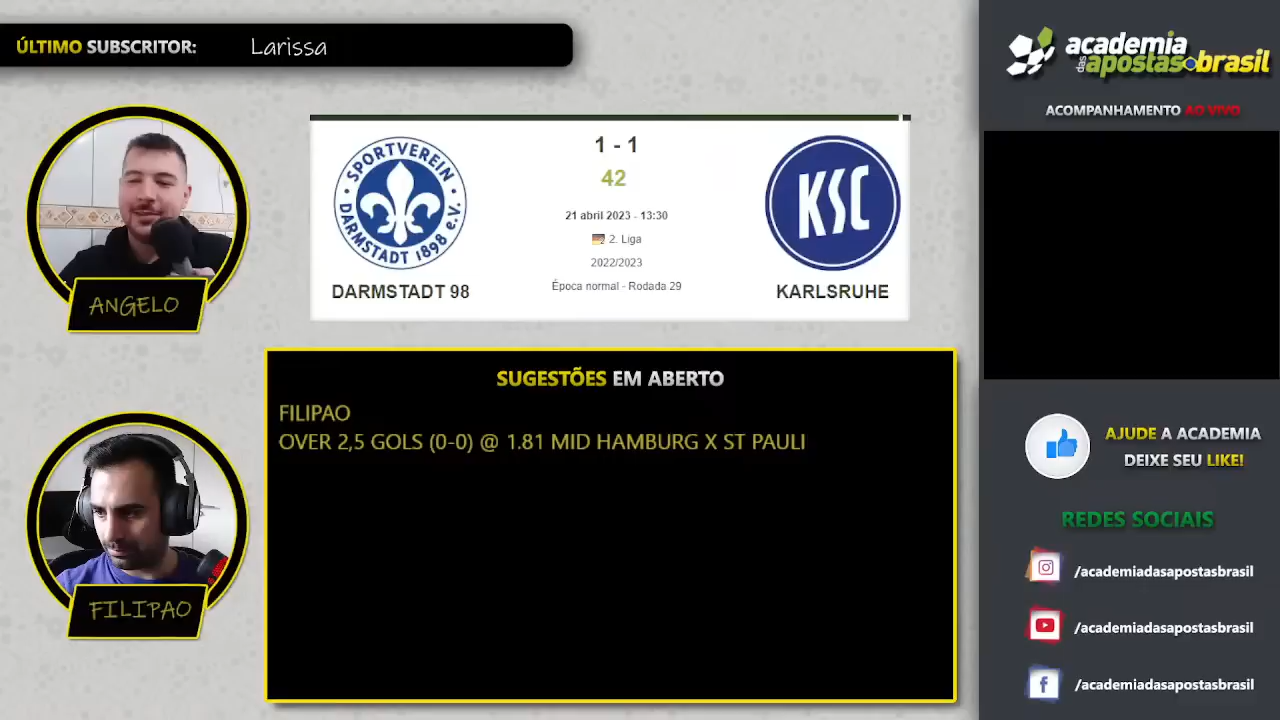 ÚLTIMO SUBSCRITOR: Larissa
academia
das apostas brasil
ACOMPANHAMENTO AO VIVO
ANGELO
SPORTVEREIN DARMSTADT 1898 e.V.
DARMSTADT 98
1 - 1
42
21 abril 2023 - 13:30
2. Liga
2022/2023
Época normal - Rodada 29
KSC
KARLSRUHE
SUGESTÕES EM ABERTO
FILIPAO
OVER 2,5 GOLS (0-0) @ 1.81 MID HAMBURG X ST PAULI
FILIPAO
AJUDE A ACADEMIA
DEIXE SEU LIKE!
REDES SOCIAIS
/academiadasapostasbrasil
/academiadasapostasbrasil
/academiadasapostasbrasil